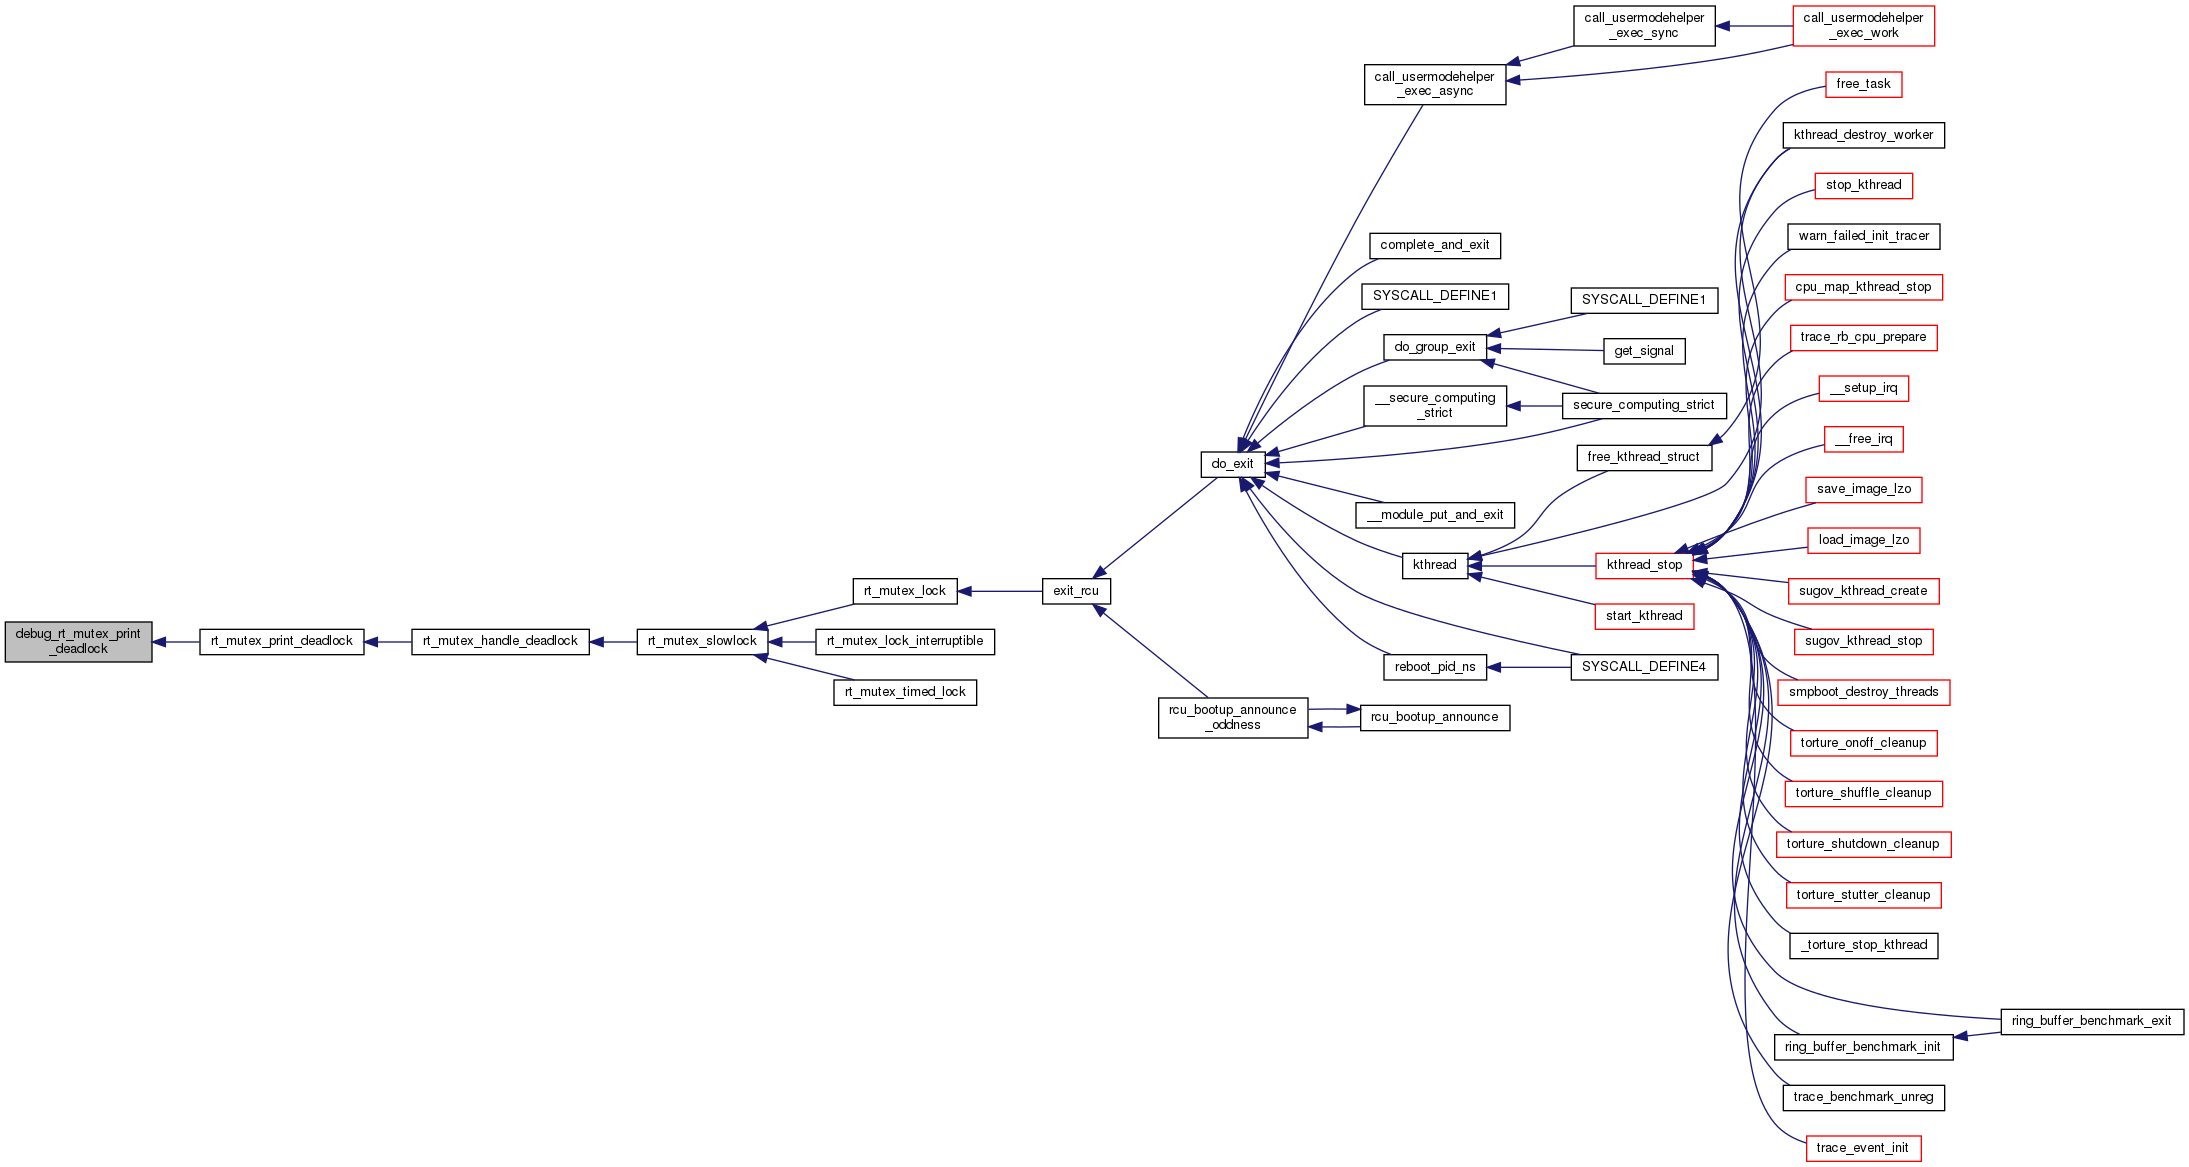 call_usermodehelper
_exec_sync
call_usermodehelper
_exec_work
call_usermodehelper
_exec_async
free_task
kthread_destroy_worker
stop_kthread
warn_failed_init_tracer
complete_and_exit
cpu_map_kthread_stop
SYSCALL_DEFINE1
SYSCALL_DEFINE1
trace_rb_cpu_prepare
do_group_exit
get_signal
__setup_irq
__secure_computing
_strict
secure_computing_strict
__free_irq
free_kthread_struct
do_exit
save_image_lzo
__module_put_and_exit
load_image_lzo
kthread
kthread_stop
sugov_kthread_create
rt_mutex_lock
exit_rcu
start_kthread
debug_rt_mutex_print
_deadlock
rt_mutex_print_deadlock
rt_mutex_handle_deadlock
rt_mutex_slowlock
rt_mutex_lock_interruptible
sugov_kthread_stop
reboot_pid_ns
SYSCALL_DEFINE4
rt_mutex_timed_lock
smpboot_destroy_threads
rcu_bootup_announce
_oddness
rcu_bootup_announce
torture_onoff_cleanup
torture_shuffle_cleanup
torture_shutdown_cleanup
torture_stutter_cleanup
_torture_stop_kthread
ring_buffer_benchmark_exit
ring_buffer_benchmark_init
trace_benchmark_unreg
trace_event_init